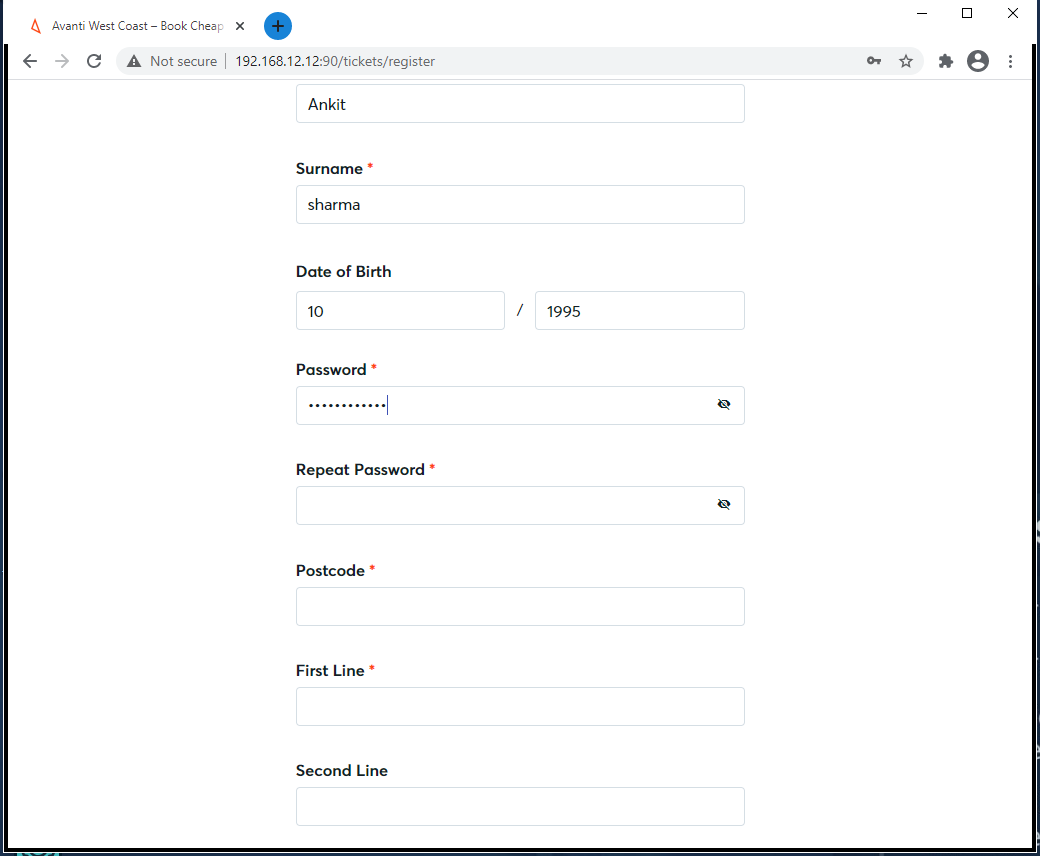 Avanti West Coast – Book Cheap
Not secure
192.168.12.12:90/tickets/register
Ankit
Surname *
sharma
Date of Birth
10 / 1995
Password *
••••••••••••
Repeat Password *
Postcode *
First Line *
Second Line